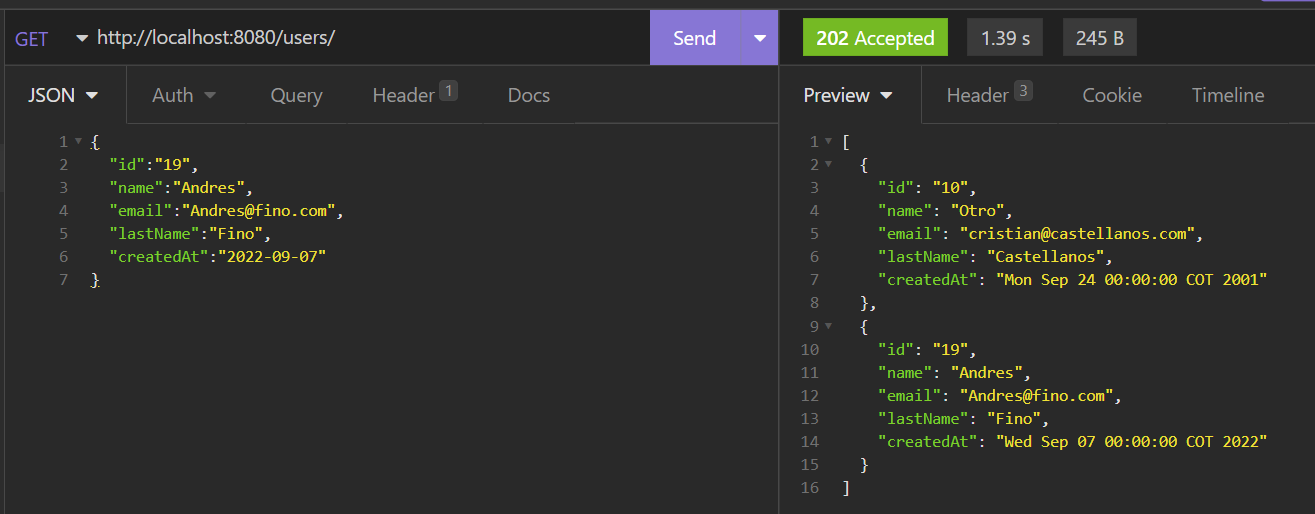 GET http://localhost:8080/users/ Send 202 Accepted 1.39 s 245 B
JSON Auth Query Header 1 Docs
1 {
2 "id":"19",
3 "name":"Andres",
4 "email":"Andres@fino.com",
5 "lastName":"Fino",
6 "createdAt":"2022-09-07"
7 }
Preview Header 3 Cookie Timeline
1 [
2 {
3 "id": "10",
4 "name": "Otro",
5 "email": "cristian@castellanos.com",
6 "lastName": "Castellanos",
7 "createdAt": "Mon Sep 24 00:00:00 COT 2001"
8 },
9 {
10 "id": "19",
11 "name": "Andres",
12 "email": "Andres@fino.com",
13 "lastName": "Fino",
14 "createdAt": "Wed Sep 07 00:00:00 COT 2022"
15 }
16 ]